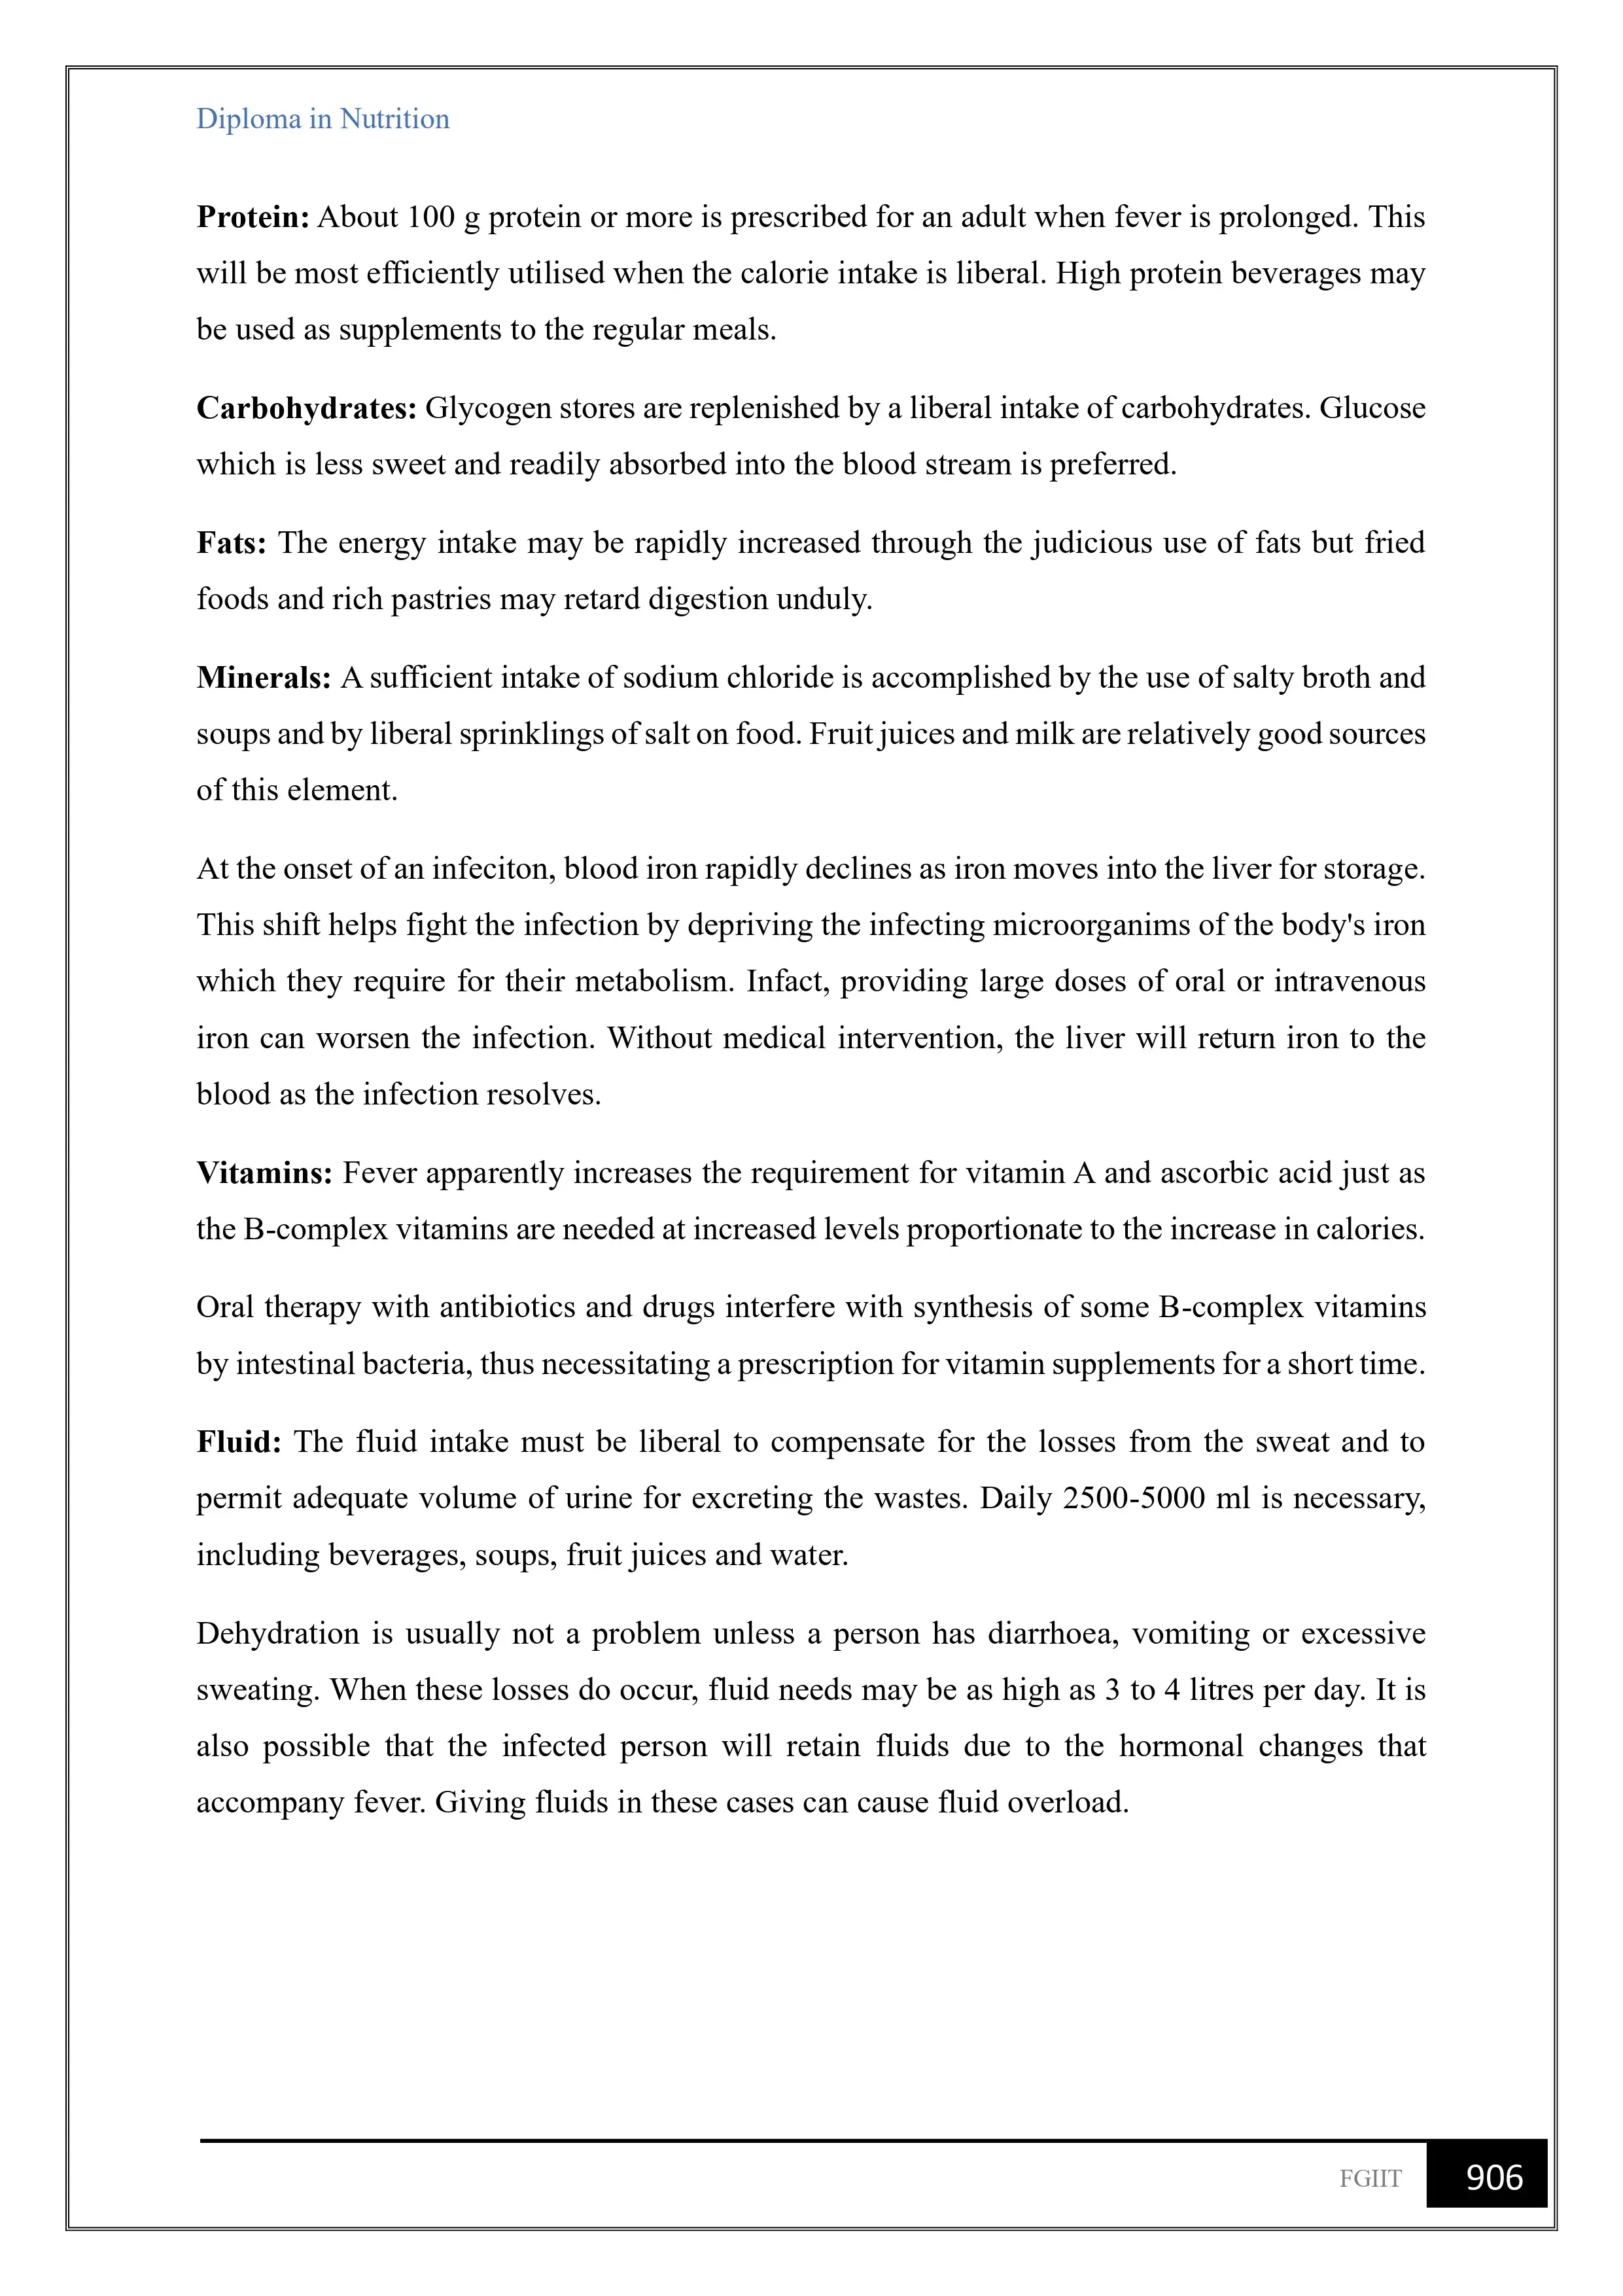 Diploma in Nutrition
Protein: About 100 g protein or more is prescribed for an adult when fever is prolonged. This
will be most efficiently utilised when the calorie intake is liberal. High protein beverages may
be used as supplements to the regular meals.
Carbohydrates: Glycogen stores are replenished by a liberal intake of carbohydrates. Glucose
which is less sweet and readily absorbed into the blood stream is preferred.
Fats: The energy intake may be rapidly increased through the judicious use of fats but fried
foods and rich pastries may retard digestion unduly.
Minerals: A sufficient intake of sodium chloride is accomplished by the use of salty broth and
soups and by liberal sprinklings of salt on food. Fruit juices and milk are relatively good sources
of this element.
At the onset of an infeciton, blood iron rapidly declines as iron moves into the liver for storage.
This shift helps fight the infection by depriving the infecting microorganims of the body's iron
which they require for their metabolism. Infact, providing large doses of oral or intravenous
iron can worsen the infection. Without medical intervention, the liver will return iron to the
blood as the infection resolves.
Vitamins: Fever apparently increases the requirement for vitamin A and ascorbic acid just as
the B-complex vitamins are needed at increased levels proportionate to the increase in calories.
Oral therapy with antibiotics and drugs interfere with synthesis of some B-complex vitamins
by intestinal bacteria, thus necessitating a prescription for vitamin supplements for a short time.
Fluid: The fluid intake must be liberal to compensate for the losses from the sweat and to
permit adequate volume of urine for excreting the wastes. Daily 2500-5000 ml is necessary,
including beverages, soups, fruit juices and water.
Dehydration is usually not a problem unless a person has diarrhoea, vomiting or excessive
sweating. When these losses do occur, fluid needs may be as high as 3 to 4 litres per day. It is
also possible that the infected person will retain fluids due to the hormonal changes that
accompany fever. Giving fluids in these cases can cause fluid overload.
FGIIT 906